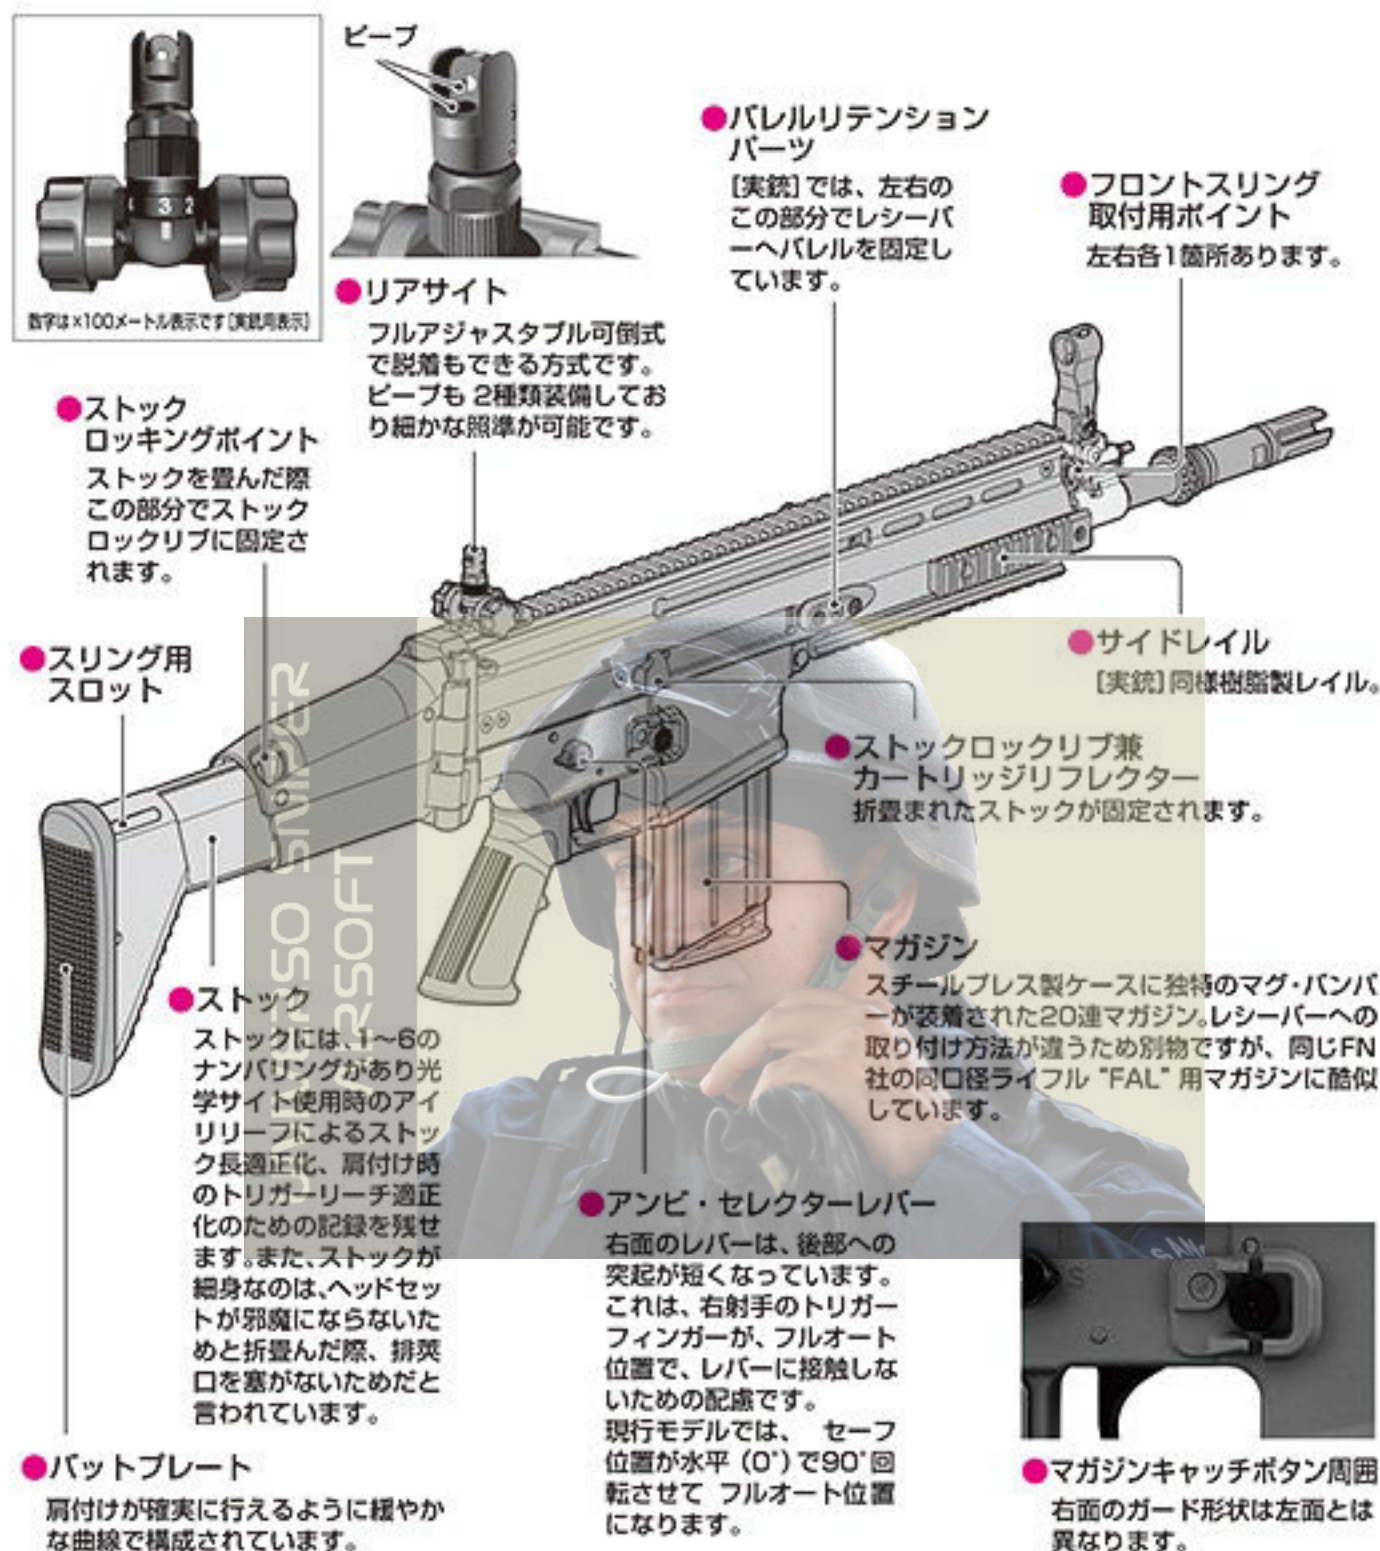 ピープ
4 3 2
数字は×100メートル表示です[実銃用表示]
●リアサイト
フルアジャスタブル可倒式
で脱着もできる方式です。
ピープも 2種類装備してお
り細かな照準が可能です。
●バレルリテンション
パーツ
[実銃]では、左右の
この部分でレシーバ
ーへバレルを固定し
ています。
●フロントスリング
取付用ポイント
左右各1箇所あります。
●ストック
ロッキングポイント
ストックを畳んだ際
この部分でストック
ロックリブに固定さ
れます。
●スリング用
スロット
●サイドレイル
[実銃]同様樹脂製レイル。
●ストックロックリブ兼
カートリッジリフレクター
折畳まれたストックが固定されます。
●マガジン
スチールプレス製ケースに独特のマグ・バンパ
ーが装着された20連マガジン。レシーバーへの
取り付け方法が違うため別物ですが、同じFN
社の同口径ライフル "FAL" 用マガジンに酷似
しています。
●ストック
ストックには、1～6の
ナンバリングがあり光
学サイト使用時のアイ
リリーフによるストッ
ク長適正化、肩付け時
のトリガーリーチ適正
化のための記録を残せ
ます。また、ストックが
細身なのは、ヘッドセッ
トが邪魔にならないた
めと折畳んだ際、排莢
口を塞がないためだと
言われています。
●アンビ・セレクターレバー
右面のレバーは、後部への
突起が短くなっています。
これは、右射手のトリガー
フィンガーが、フルオート
位置で、レバーに接触しな
いための配慮です。
現行モデルでは、 セーフ
位置が水平 (0°) で90°回
転させて フルオート位置
になります。
●バットプレート
肩付けが確実に行えるように緩やか
な曲線で構成されています。
S
●マガジンキャッチボタン周囲
右面のガード形状は左面とは
異なります。
SNIPER
AIRSOFT